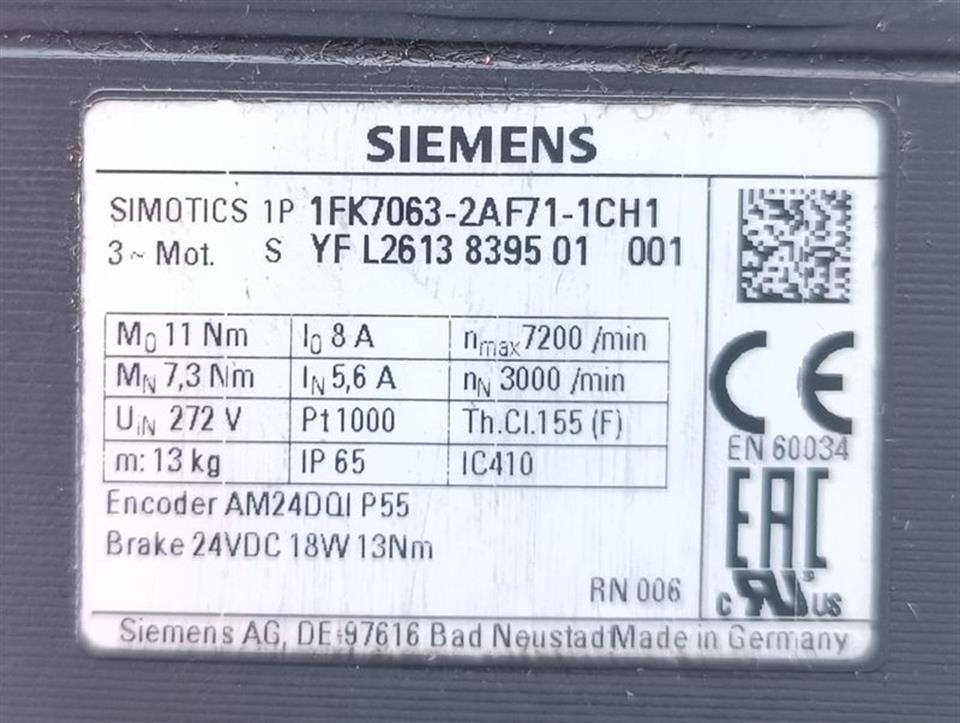 SIEMENS
SIMOTICS 1P 1FK7063-2AF71-1CH1
3~ Mot. S YF L2613 8395 01 001
M0 11 Nm I0 8 A nmax 7200 /min
MN 7,3 Nm IN 5,6 A nN 3000 /min
UIN 272 V Pt1000 Th.Cl.155 (F)
m: 13 kg IP 65 IC410
Encoder AM24DQI P55
Brake 24VDC 18W 13Nm
RN 006
CE
EN 60034
EAC
c RU US
Siemens AG, DE-97616 Bad Neustadt Made in Germany